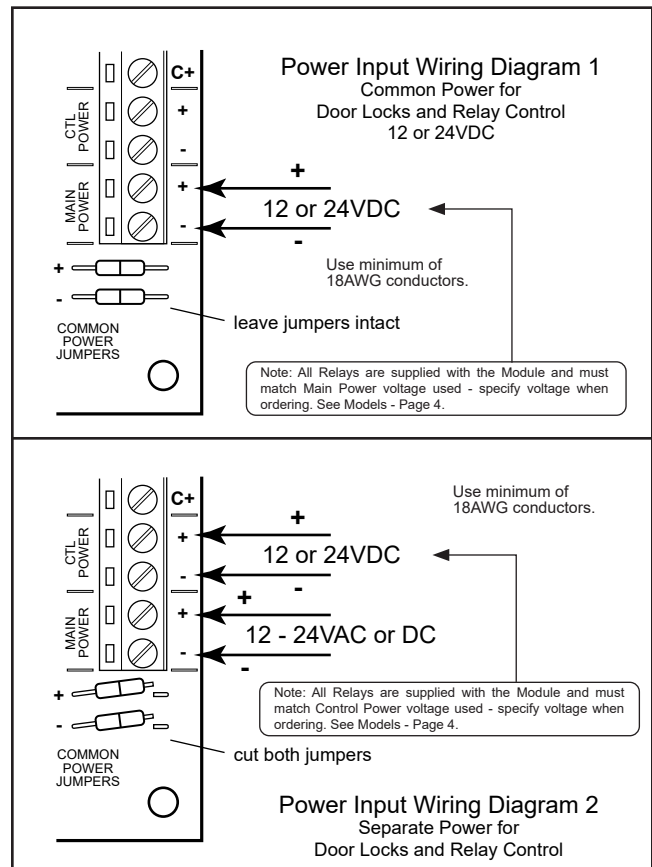 Power Input Wiring Diagram 1
Common Power for
Door Locks and Relay Control
12 or 24VDC
C+
CTL
POWER
+
-
MAIN
POWER
+
-
+
12 or 24VDC
-
Use minimum of
18AWG conductors.
+
-
leave jumpers intact
COMMON
POWER
JUMPERS
Note: All Relays are supplied with the Module and must
match Main Power voltage used - specify voltage when
ordering. See Models - Page 4.
C+
Use minimum of
18AWG conductors.
CTL
POWER
+
-
+
12 or 24VDC
-
MAIN
POWER
+
-
+
12 - 24VAC or DC
-
Note: All Relays are supplied with the Module and must
match Control Power voltage used - specify voltage when
ordering. See Models - Page 4.
+
-
cut both jumpers
COMMON
POWER
JUMPERS
Power Input Wiring Diagram 2
Separate Power for
Door Locks and Relay Control